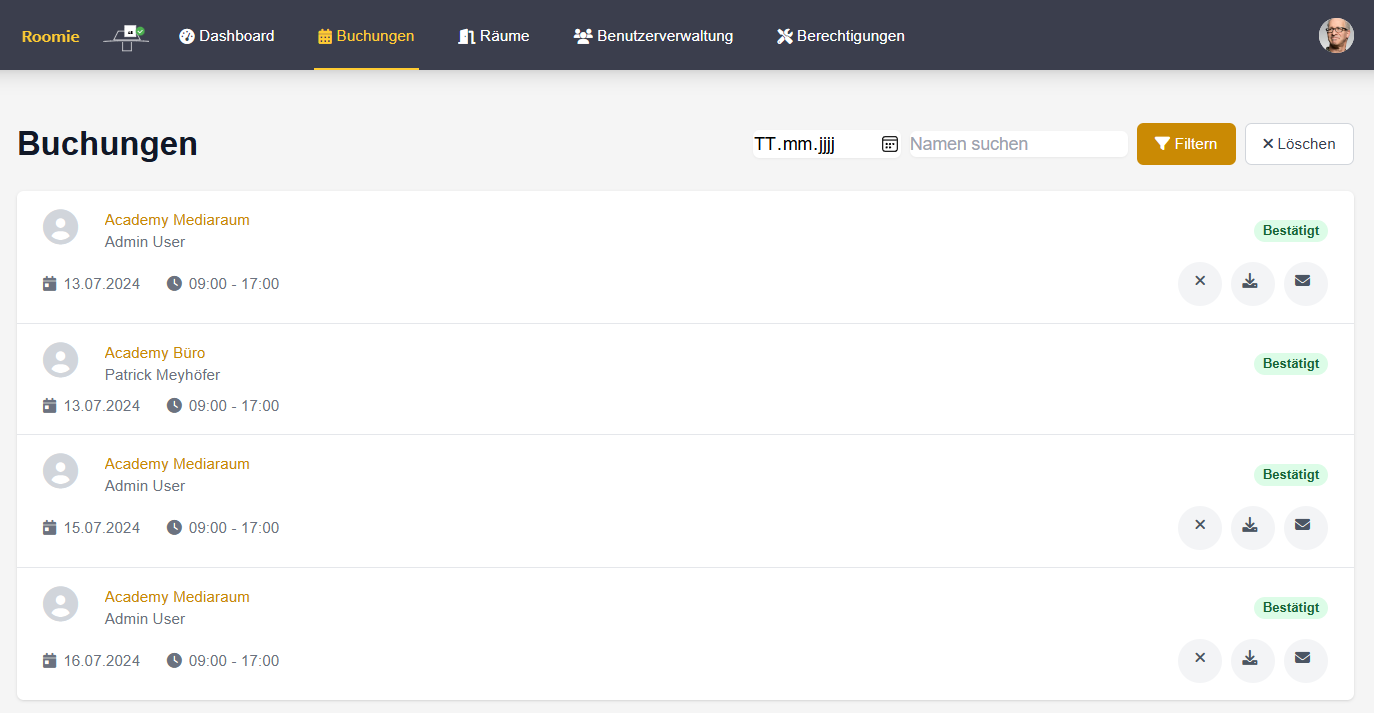 Roomie Dashboard Buchungen Räume Benutzerverwaltung Berechtigungen
Buchungen TT.mm.jjjj Namen suchen Filtern Löschen
Academy Mediaraum
Admin User
Bestätigt
13.07.2024 09:00 - 17:00
Academy Büro
Patrick Meyhöfer
Bestätigt
13.07.2024 09:00 - 17:00
Academy Mediaraum
Admin User
Bestätigt
15.07.2024 09:00 - 17:00
Academy Mediaraum
Admin User
Bestätigt
16.07.2024 09:00 - 17:00